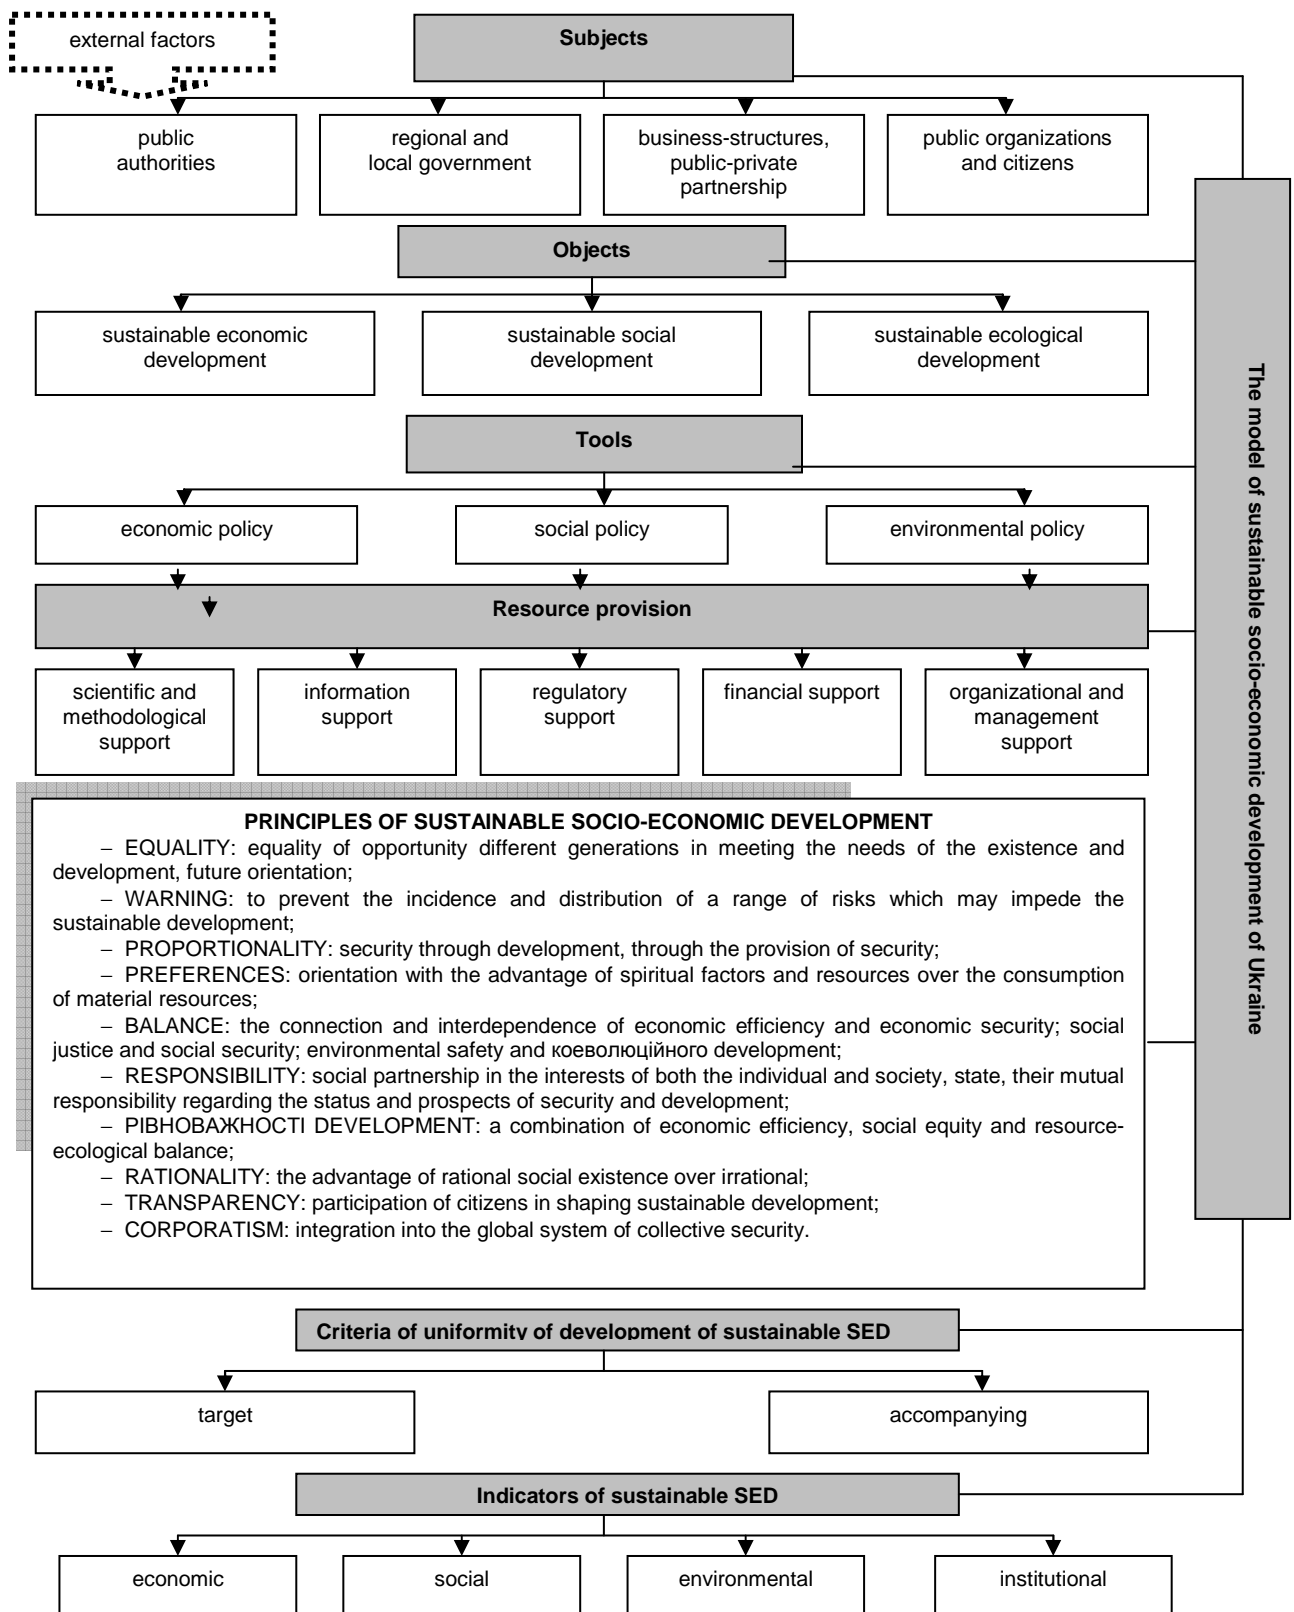 external factors
Subjects
public
authorities
regional and
local government
business-structures,
public-private
partnership
public organizations
and citizens
Objects
sustainable economic
development
sustainable social
development
sustainable ecological
development
Tools
economic policy
social policy
environmental policy
Resource provision
scientific and
methodological
support
information
support
regulatory
support
financial support
organizational and
management
support
PRINCIPLES OF SUSTAINABLE SOCIO-ECONOMIC DEVELOPMENT
– EQUALITY: equality of opportunity different generations in meeting the needs of the existence and
development, future orientation;
– WARNING: to prevent the incidence and distribution of a range of risks which may impede the
sustainable development;
– PROPORTIONALITY: security through development, through the provision of security;
– PREFERENCES: orientation with the advantage of spiritual factors and resources over the consumption
of material resources;
– BALANCE: the connection and interdependence of economic efficiency and economic security; social
justice and social security; environmental safety and коеволюційного development;
– RESPONSIBILITY: social partnership in the interests of both the individual and society, state, their mutual
responsibility regarding the status and prospects of security and development;
– РІВНОВАЖНОСТІ DEVELOPMENT: a combination of economic efficiency, social equity and resource-
ecological balance;
– RATIONALITY: the advantage of rational social existence over irrational;
– TRANSPARENCY: participation of citizens in shaping sustainable development;
– CORPORATISM: integration into the global system of collective security.
Criteria of uniformity of development of sustainable SED
target
accompanying
Indicators of sustainable SED
economic
social
environmental
institutional
The model of sustainable socio-economic development of Ukraine